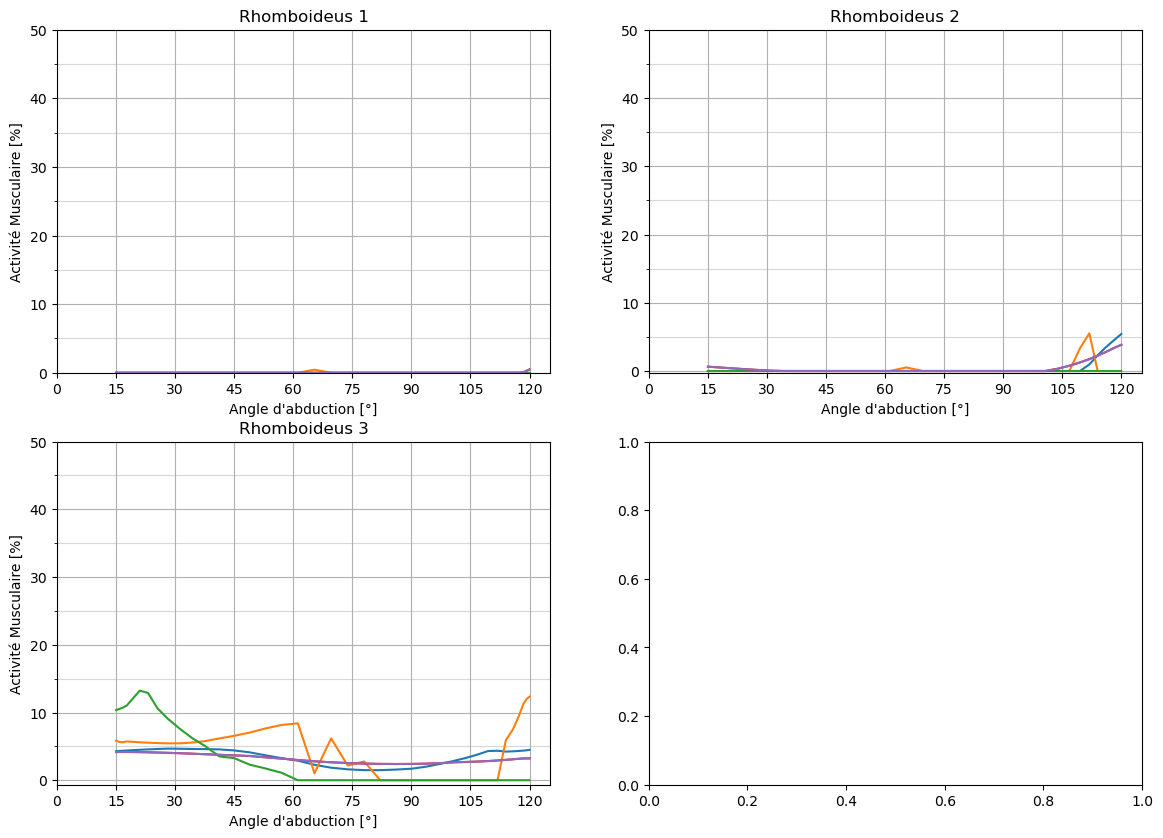 Rhomboideus 1
50
40
30
20
10
0
Activité Musculaire [%]
0 15 30 45 60 75 90 105 120
Angle d'abduction [°]
Rhomboideus 2
50
40
30
20
10
0
Activité Musculaire [%]
0 15 30 45 60 75 90 105 120
Angle d'abduction [°]
Rhomboideus 3
50
40
30
20
10
0
Activité Musculaire [%]
0 15 30 45 60 75 90 105 120
Angle d'abduction [°]
1.0
0.8
0.6
0.4
0.2
0.0
0.0 0.2 0.4 0.6 0.8 1.0